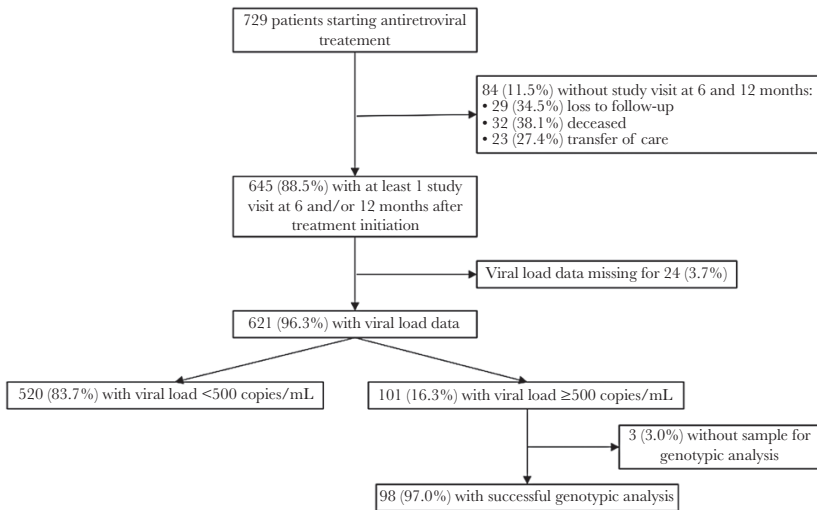 729 patients starting antiretroviral
treatement
84 (11.5%) without study visit at 6 and 12 months:
• 29 (34.5%) loss to follow-up
• 32 (38.1%) deceased
• 23 (27.4%) transfer of care
645 (88.5%) with at least 1 study
visit at 6 and/or 12 months after
treatment initiation
Viral load data missing for 24 (3.7%)
621 (96.3%) with viral load data
520 (83.7%) with viral load <500 copies/mL
101 (16.3%) with viral load ≥500 copies/mL
3 (3.0%) without sample for
genotypic analysis
98 (97.0%) with successful genotypic analysis